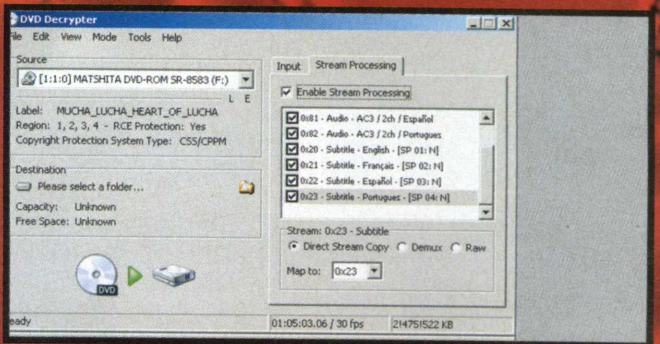 DVD Decrypter
File Edit View Mode Tools Help
Source
[1:1:0] MATSHITA DVD-ROM SR-8583 (F:)
L E
Label: MUCHA_LUCHA_HEART_OF_LUCHA
Region: 1, 2, 3, 4 - RCE Protection: Yes
Copyright Protection System Type: CSS/CPPM
Destination
Please select a folder...
Capacity: Unknown
Free Space: Unknown
DVD
Input Stream Processing
Enable Stream Processing
0x81 - Audio - AC3 / 2ch / Español
0x82 - Audio - AC3 / 2ch / Portugues
0x20 - Subtitle - English - [SP 01: N]
0x21 - Subtitle - Français - [SP 02: N]
0x22 - Subtitle - Español - [SP 03: N]
0x23 - Subtitle - Portugues - [SP 04: N]
Stream: 0x23 - Subtitle
Direct Stream Copy Demux Raw
Map to: 0x23
eady
01:05:03.06 / 30 fps
2!475!522 KB